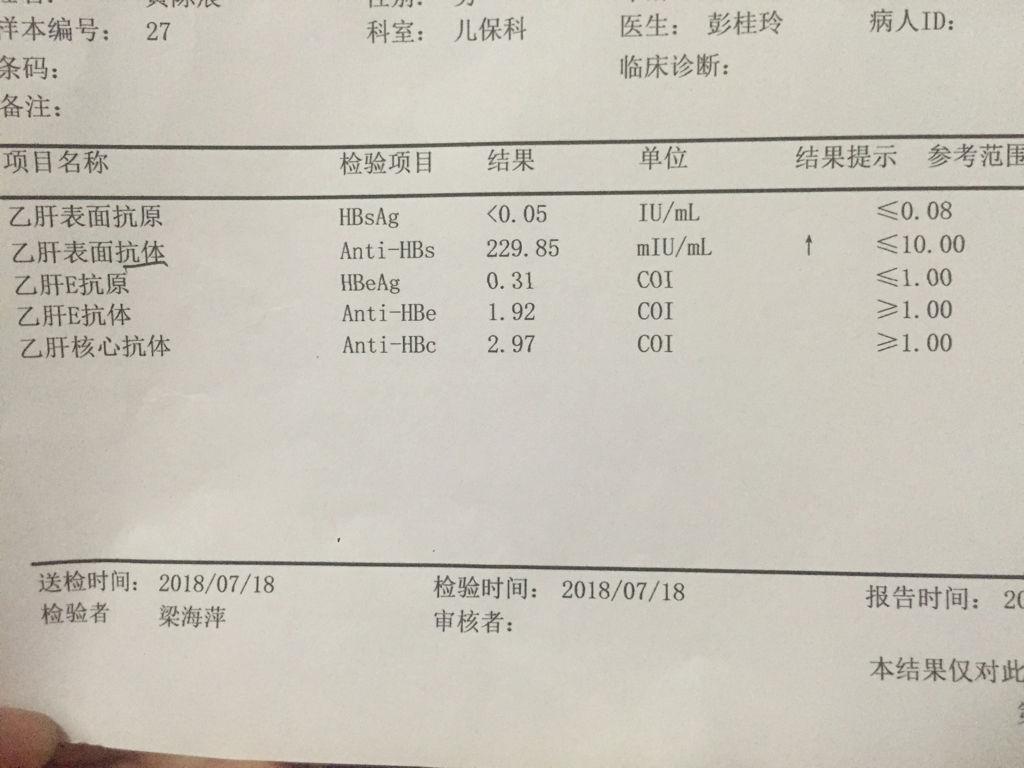 样本编号： 27 科室： 儿保科 医生： 彭桂玲 病人ID：
条码： 临床诊断：
备注：
项目名称 检验项目 结果 单位 结果提示 参考范围
乙肝表面抗原 HBsAg <0.05 IU/mL ≤0.08
乙肝表面抗体 Anti-HBs 229.85 mIU/mL ↑ ≤10.00
乙肝E抗原 HBeAg 0.31 COI ≤1.00
乙肝E抗体 Anti-HBe 1.92 COI ≥1.00
乙肝核心抗体 Anti-HBc 2.97 COI ≥1.00
送检时间： 2018/07/18 检验时间： 2018/07/18 报告时间： 20
检验者 梁海萍 审核者：
本结果仅对此